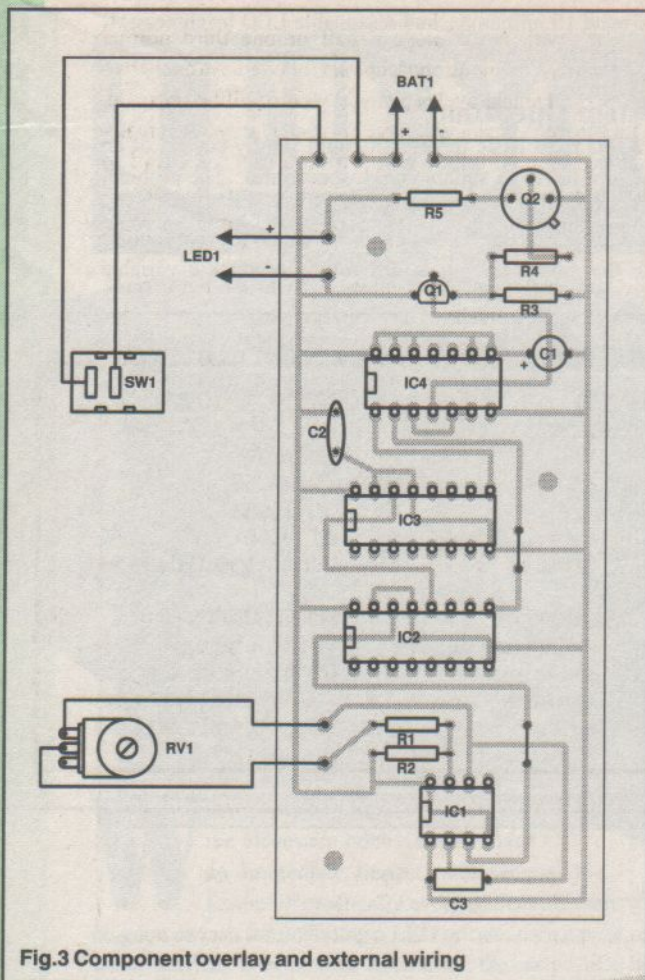 BAT1
+ -
R5
Q2
+
LED1
-
R4
Q1
R3
C1
+
SW1
IC4
C2
IC3
IC2
RV1
R1
R2
IC1
C3
Fig.3 Component overlay and external wiring